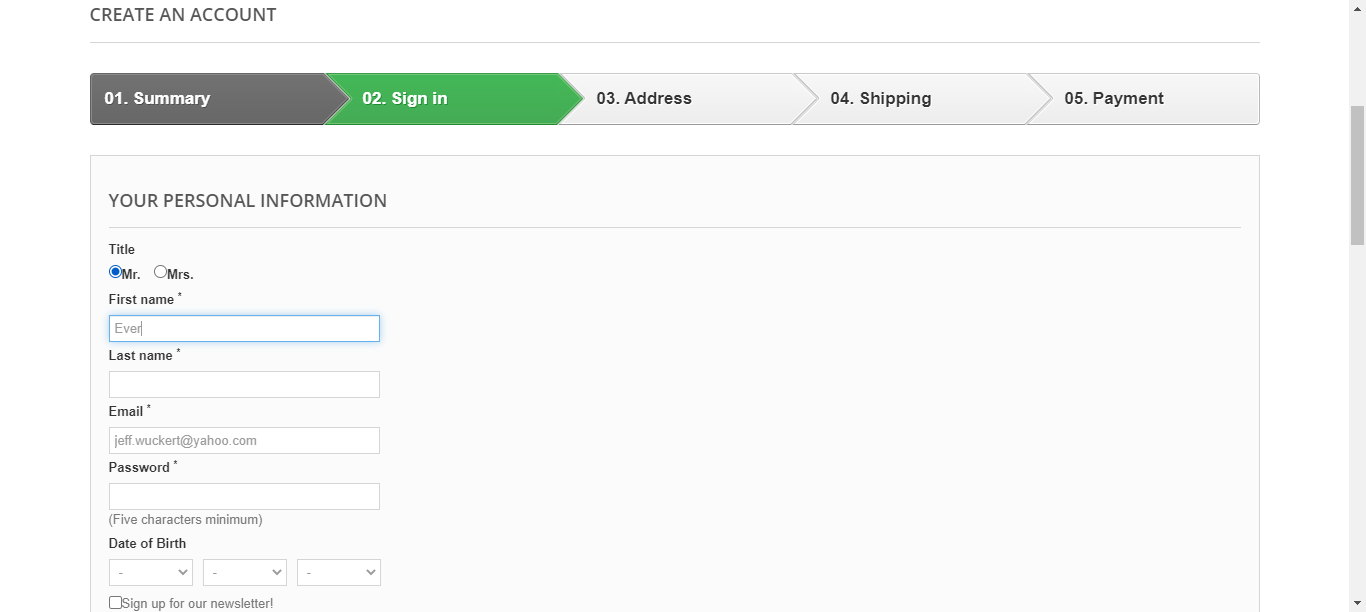 CREATE AN ACCOUNT
01. Summary 02. Sign in 03. Address 04. Shipping 05. Payment
YOUR PERSONAL INFORMATION
Title
Mr. Mrs.
First name *
Ever
Last name *
Email *
jeff.wuckert@yahoo.com
Password *
(Five characters minimum)
Date of Birth
- - -
Sign up for our newsletter!